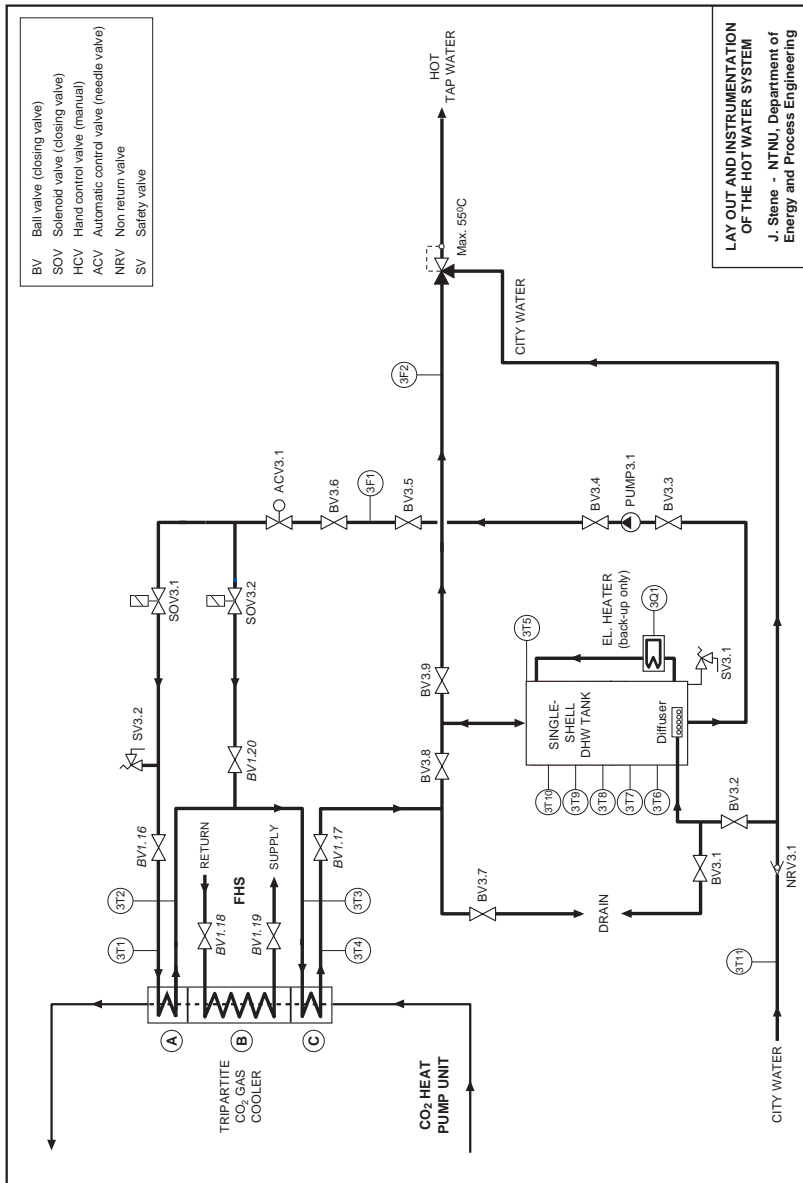 BV Ball valve (closing valve)
SOV Solenoid valve (closing valve)
HCV Hand control valve (manual)
ACV Automatic control valve (needle valve)
NRV Non return valve
SV Safety valve
HOT
TAP WATER
Max. 55⁰C
CITY WATER
3F2
ACV3.1
BV3.6
3F1
BV3.5
BV3.4
PUMP3.1
BV3.3
SOV3.1
SOV3.2
SV3.2
BV1.20
BV1.16
BV1.17
3T2
3T1
RETURN
FHS
SUPPLY
BV1.18
BV1.19
3T3
3T4
A
B
C
TRIPARTITE
CO₂ GAS
COOLER
CO₂ HEAT
PUMP UNIT
BV3.9
BV3.8
BV3.7
DRAIN
3T5
EL. HEATER
(back-up only)
3Q1
SINGLE-
SHELL
DHW TANK
Diffuser
SV3.1
3T10
3T9
3T8
3T7
3T6
BV3.2
BV3.1
NRV3.1
3T11
CITY WATER
LAY OUT AND INSTRUMENTATION
OF THE HOT WATER SYSTEM
J. Stene - NTNU, Department of
Energy and Process Engineering